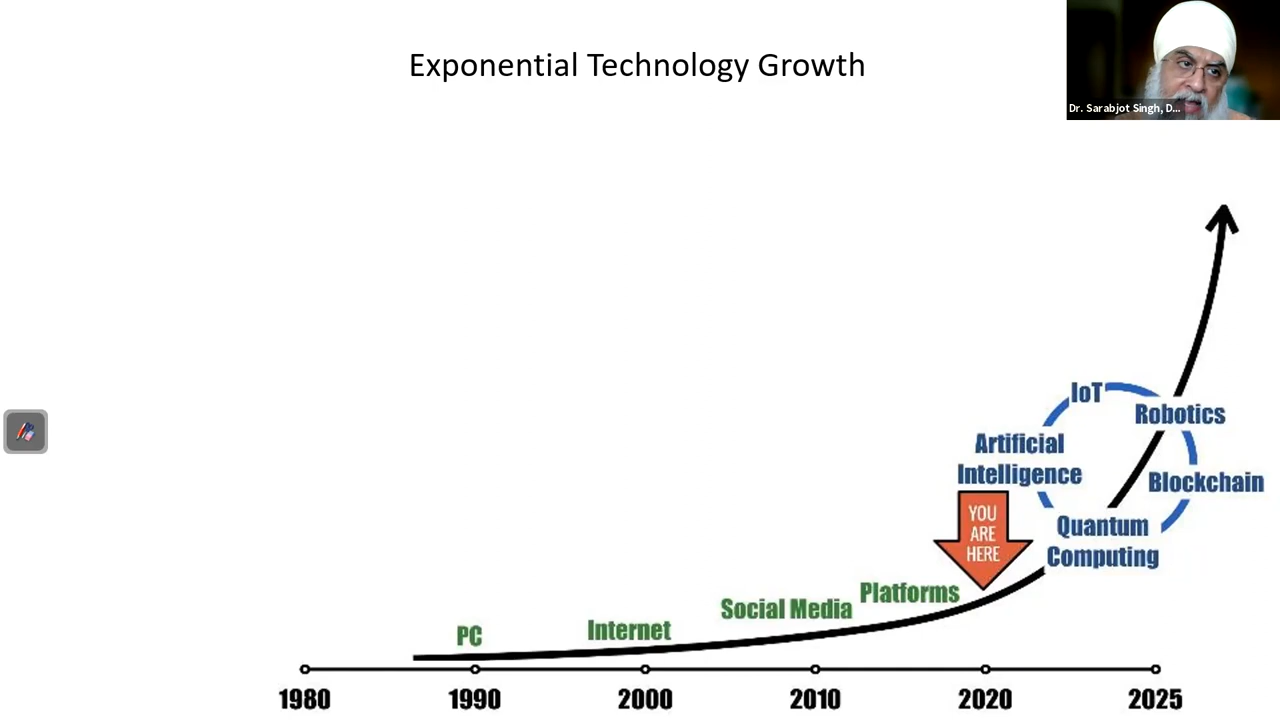 Exponential Technology Growth
Dr. Sarabjot Singh, D...
IoT
Robotics
Artificial
Intelligence
Blockchain
YOU
ARE
HERE
Quantum
Computing
Platforms
Social Media
Internet
PC
1980
1990
2000
2010
2020
2025